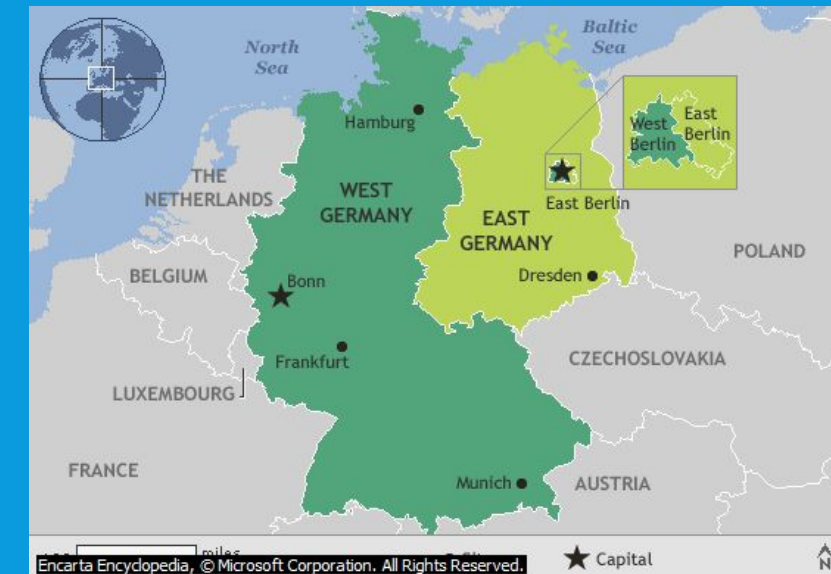 North
Sea
Baltic
Sea
Hamburg
West
Berlin
East
Berlin
THE
NETHERLANDS
WEST
GERMANY
East Berlin
EAST
GERMANY
POLAND
BELGIUM
Bonn
Dresden
Frankfurt
CZECHOSLOVAKIA
LUXEMBOURG
FRANCE
Munich
AUSTRIA
miles
Capital
N
Encarta Encyclopedia, © Microsoft Corporation. All Rights Reserved.